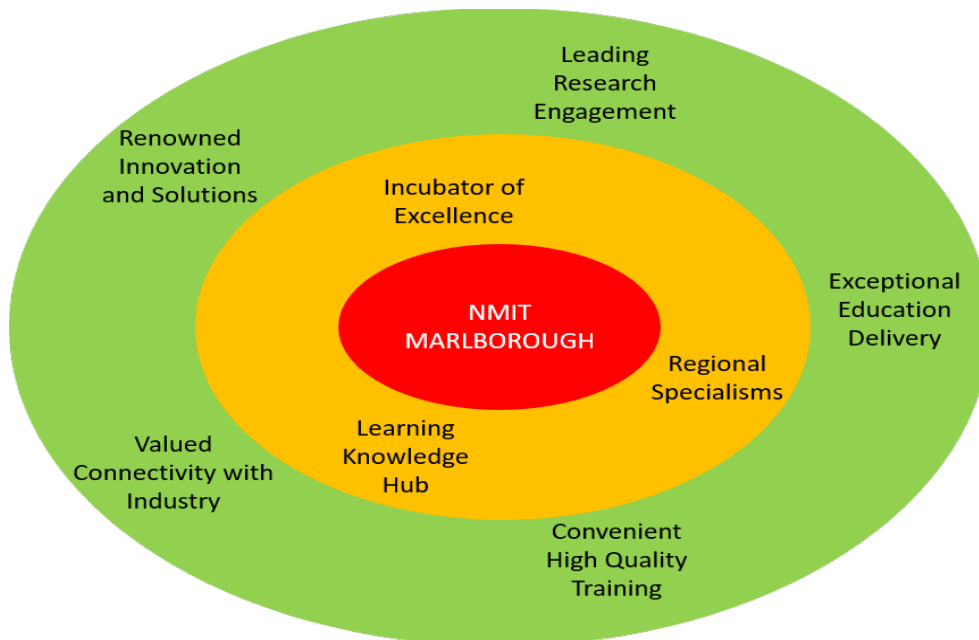 Leading
Research
Engagement
Renowned
Innovation
and Solutions
Incubator of
Excellence
Exceptional
Education
Delivery
NMIT
MARLBOROUGH
Regional
Specialisms
Learning
Knowledge
Hub
Valued
Connectivity with
Industry
Convenient
High Quality
Training